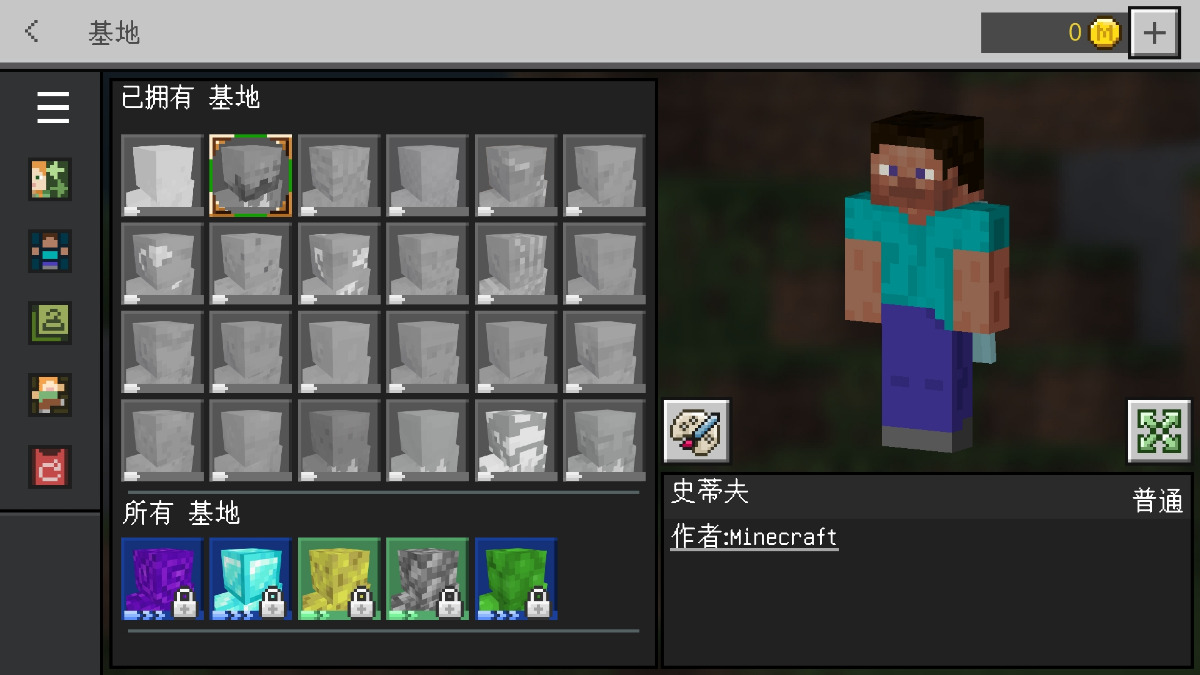 基地
0
已拥有 基地
所有 基地
史蒂夫
普通
作者:Minecraft